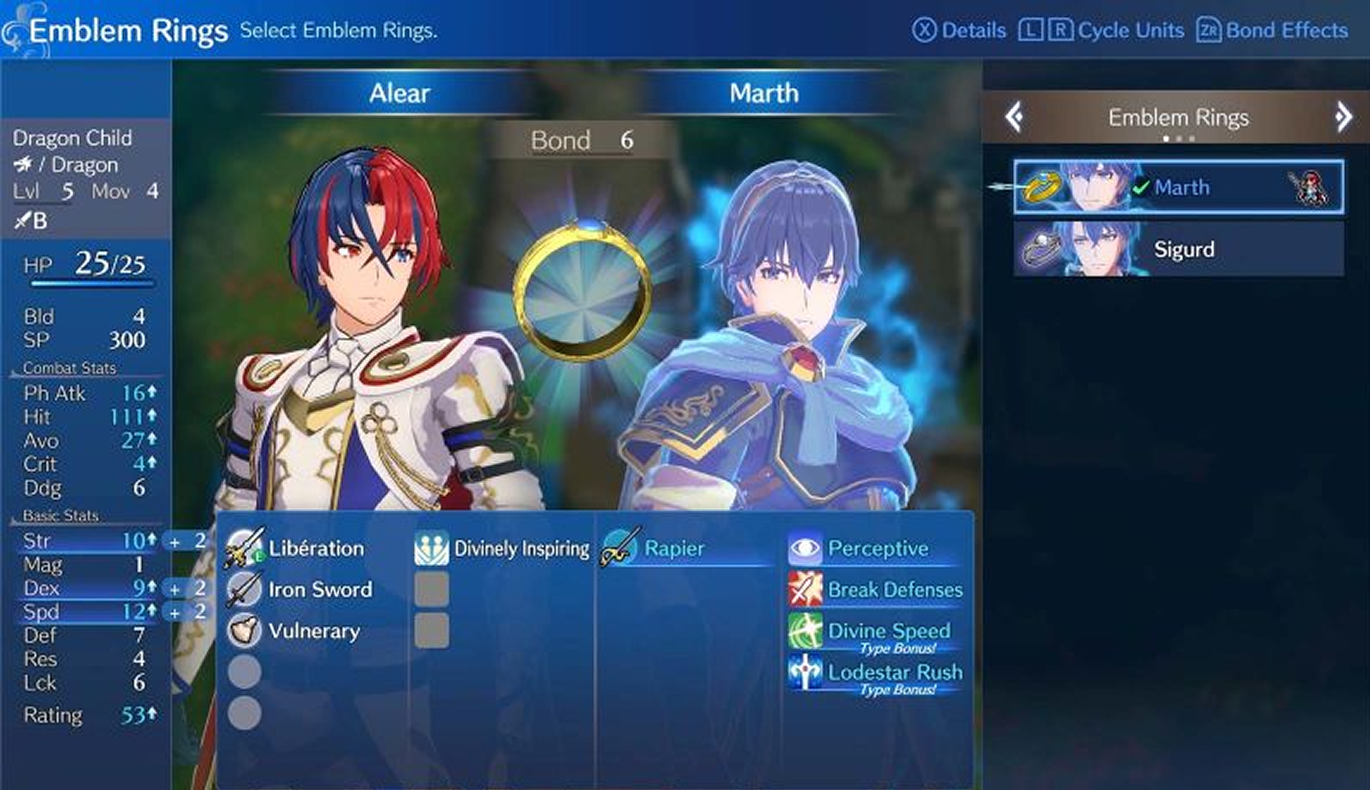 Emblem Rings Select Emblem Rings.
X Details L R Cycle Units ZR Bond Effects
Dragon Child
/ Dragon
Lvl 5 Mov 4
B
HP 25/25
Bld 4
SP 300
Combat Stats
Ph Atk 16
Hit 111
Avo 27
Crit 4
Ddg 6
Basic Stats
Str 10 + 2
Mag 1
Dex 9 + 2
Spd 12 + 2
Def 7
Res 4
Lck 6
Rating 53
Alear
Marth
Bond 6
Libération
Iron Sword
Vulnerary
E
Divinely Inspiring
Rapier
Perceptive
Break Defenses
Divine Speed
Type Bonus!
Lodestar Rush
Type Bonus!
Emblem Rings
Marth
Sigurd